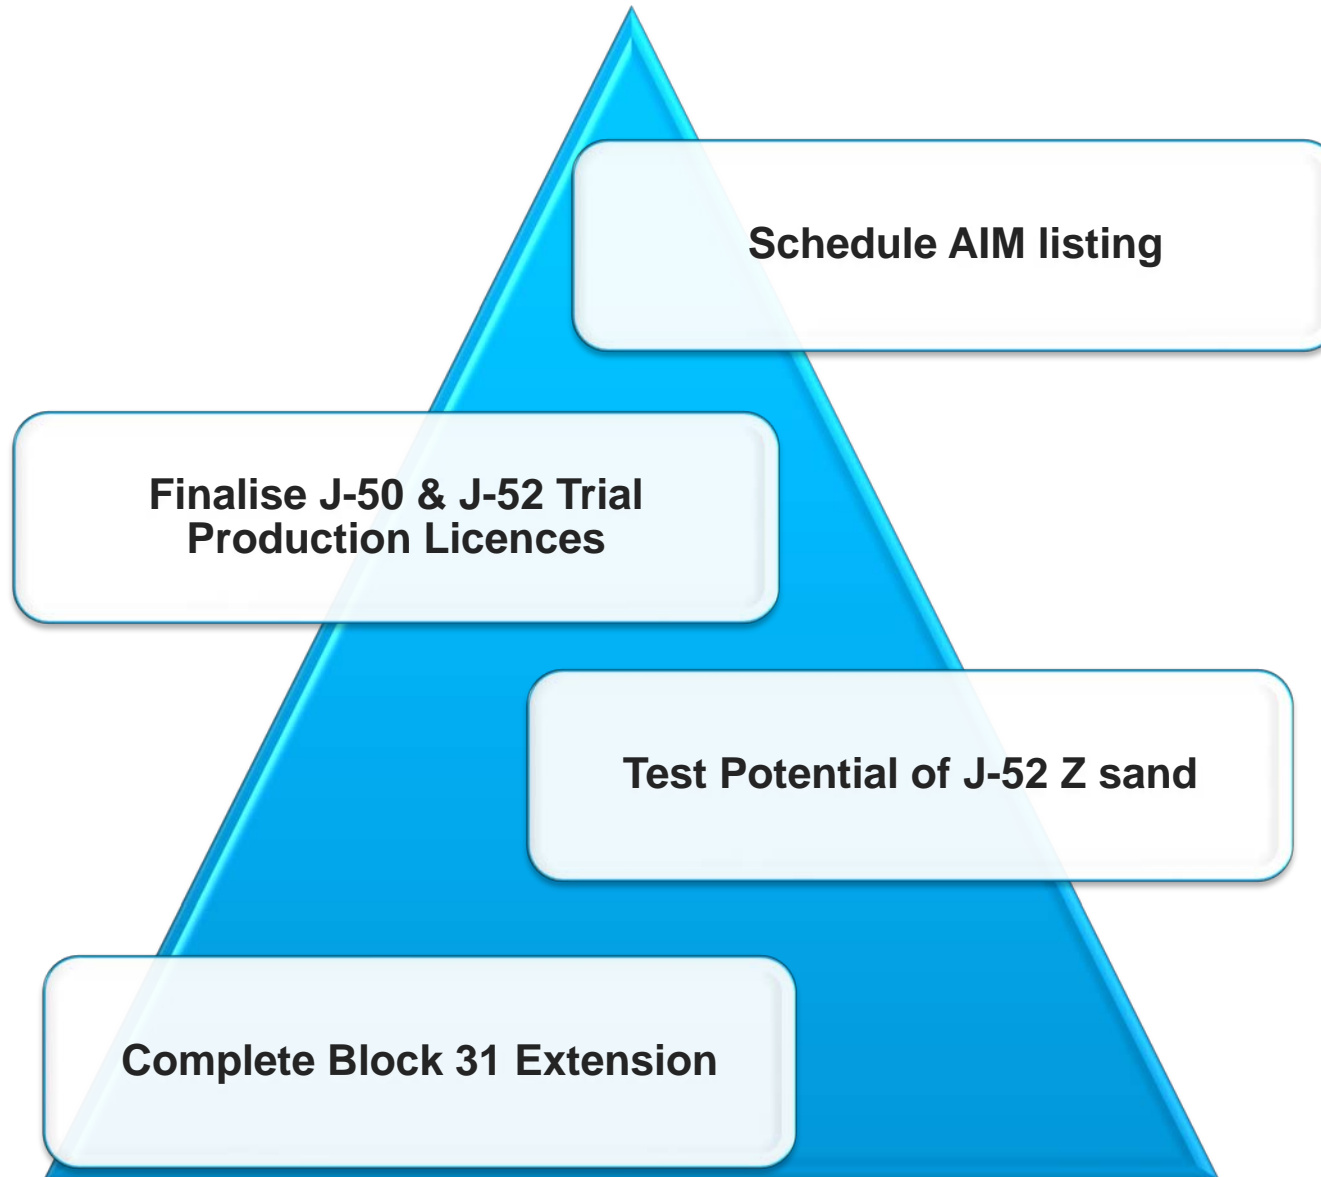 Schedule AIM listing
Finalise J-50 & J-52 Trial
Production Licences
Test Potential of J-52 Z sand
Complete Block 31 Extension